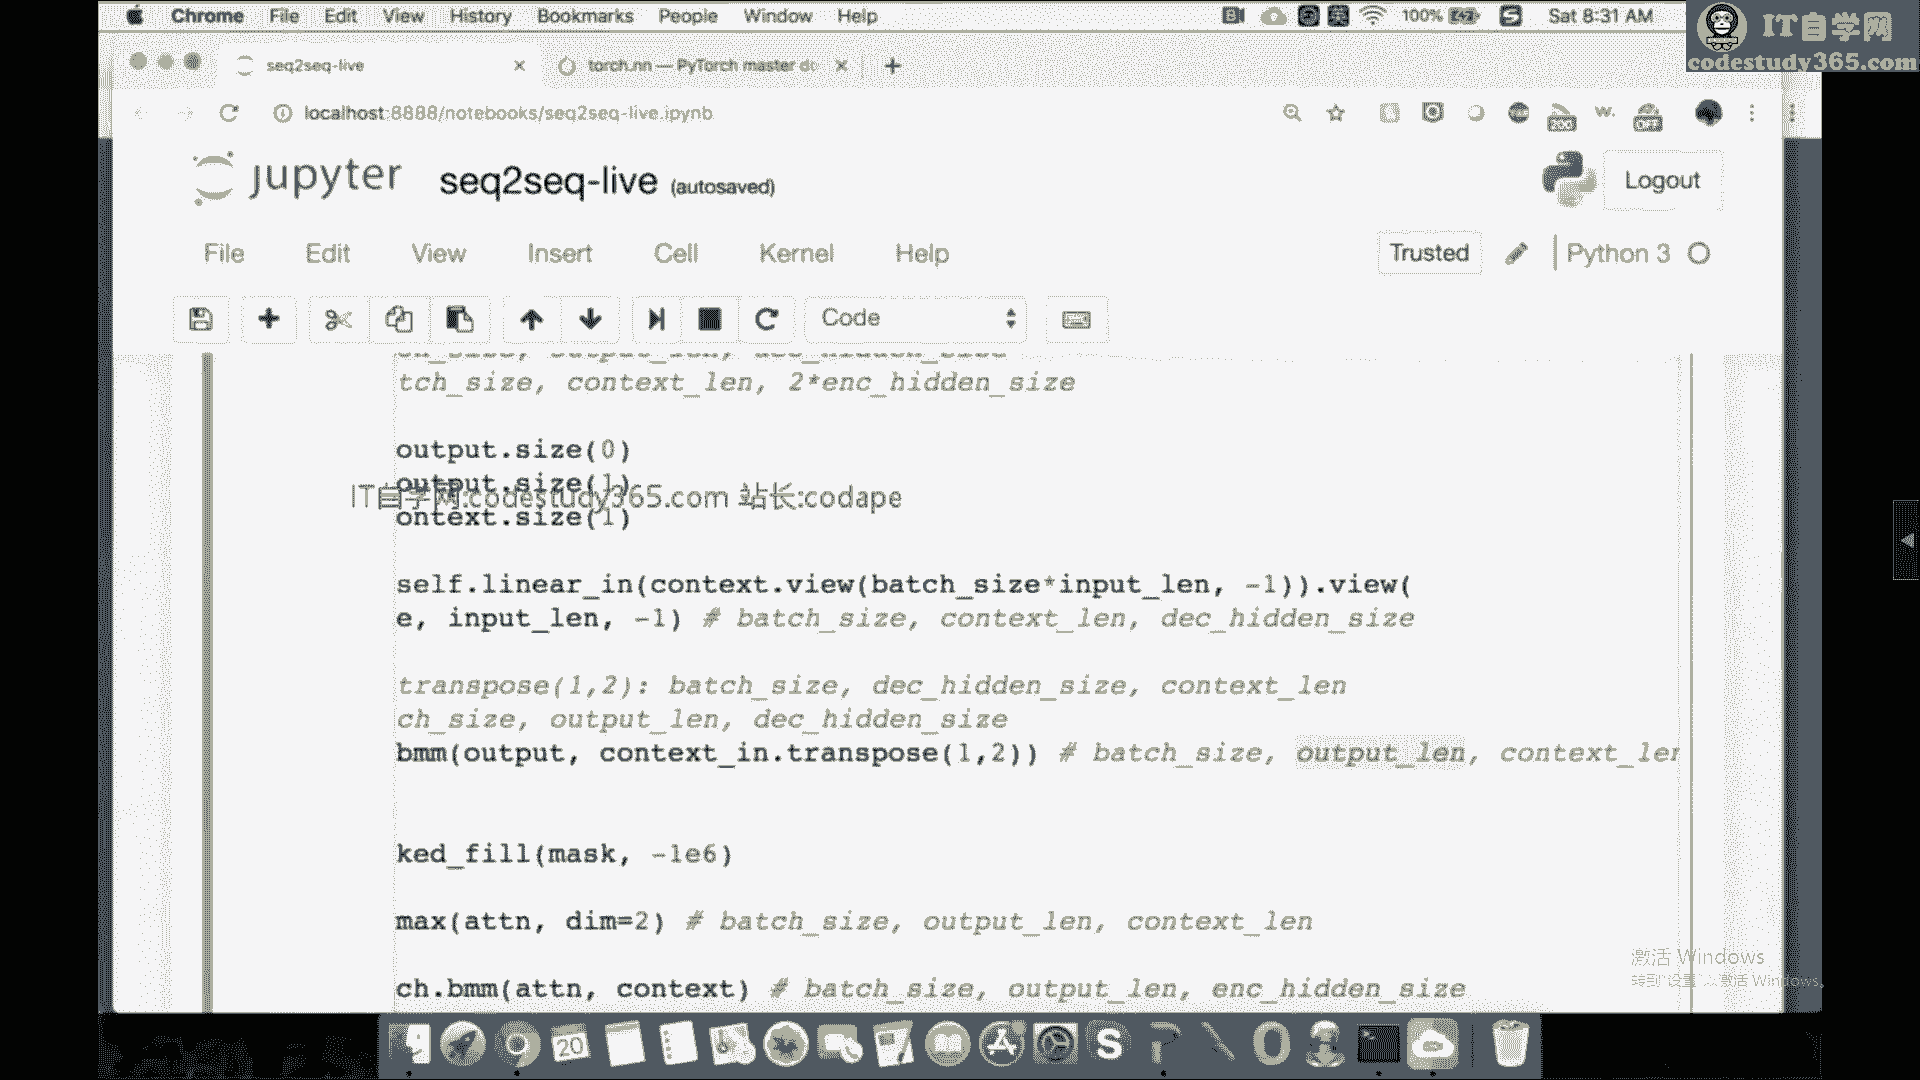 Chrome File Edit View History Bookmarks People Window Help 100% Sat 8:31 AM
IT自学网
codestudy365.com
seq2seq-live
torch.nn — PyTorch master do
localhost:8888/notebooks/seq2seq-live.ipynb
200
OFF
jupyter seq2seq-live (autosaved)
Logout
File Edit View Insert Cell Kernel Help
Trusted
Python 3
Code
tch_size, context_len, 2*enc_hidden_size
output.size(0)
output.size(1)
IT自学网:codestudy365.com 站长:codape
ontext.size(1)
self.linear_in(context.view(batch_size*input_len, -1)).view(
e, input_len, -1) # batch_size, context_len, dec_hidden_size
transpose(1,2): batch_size, dec_hidden_size, context_len
ch_size, output_len, dec_hidden_size
bmm(output, context_in.transpose(1,2)) # batch_size, output_len, context_len
ked_fill(mask, -1e6)
max(attn, dim=2) # batch_size, output_len, context_len
激活 Windows
转到"设置"以激活 Windows。
ch.bmm(attn, context) # batch_size, output_len, enc_hidden_size
20